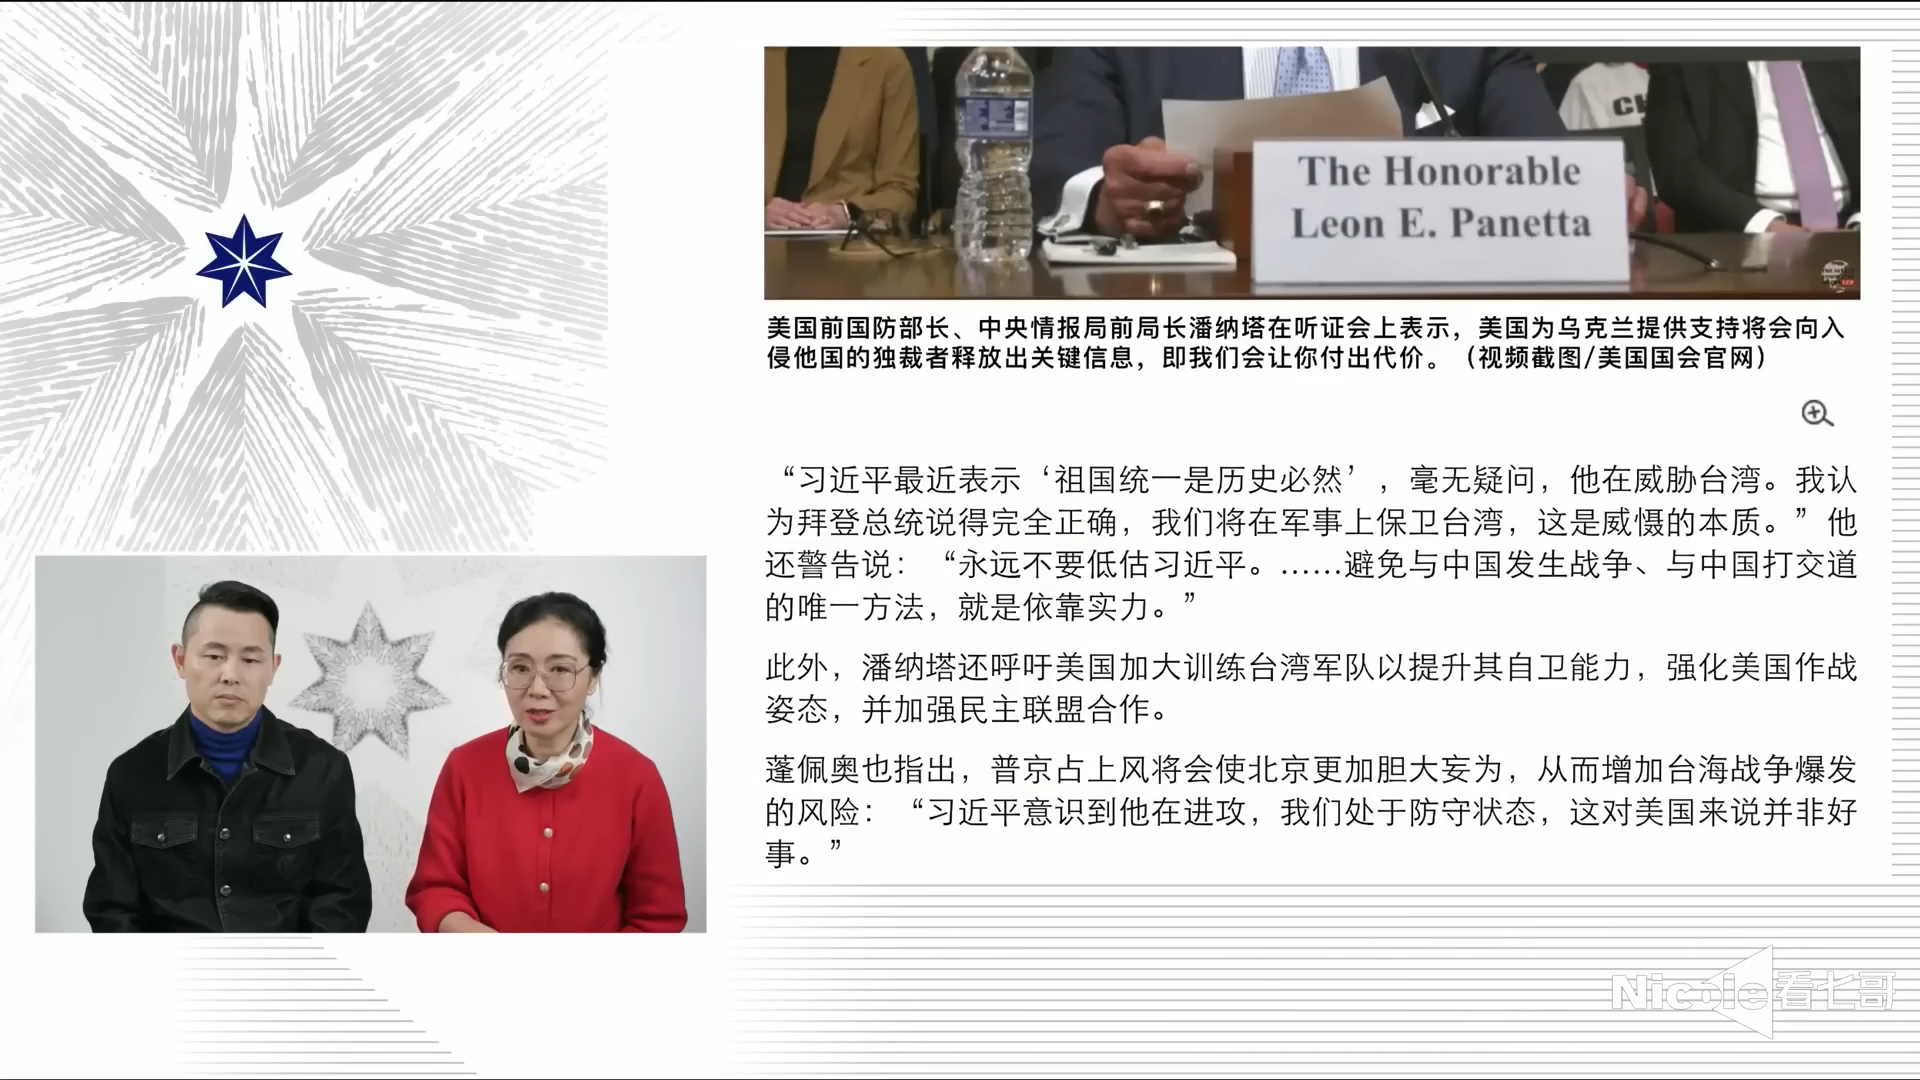 CH
The Honorable
Leon E. Panetta
美国前国防部长、中央情报局前局长潘纳塔在听证会上表示，美国为乌克兰提供支持将会向入
侵他国的独裁者释放出关键信息，即我们会让你付出代价。（视频截图/美国国会官网）
“习近平最近表示‘祖国统一是历史必然’，毫无疑问，他在威胁台湾。我认
为拜登总统说得完全正确，我们将在军事上保卫台湾，这是威慑的本质。”他
还警告说：“永远不要低估习近平。……避免与中国发生战争、与中国打交道
的唯一方法，就是依靠实力。”
此外，潘纳塔还呼吁美国加大训练台湾军队以提升其自卫能力，强化美国作战
姿态，并加强民主联盟合作。
蓬佩奥也指出，普京占上风将会使北京更加胆大妄为，从而增加台海战争爆发
的风险：“习近平意识到他在进攻，我们处于防守状态，这对美国来说并非好
事。”
Nicole看七哥